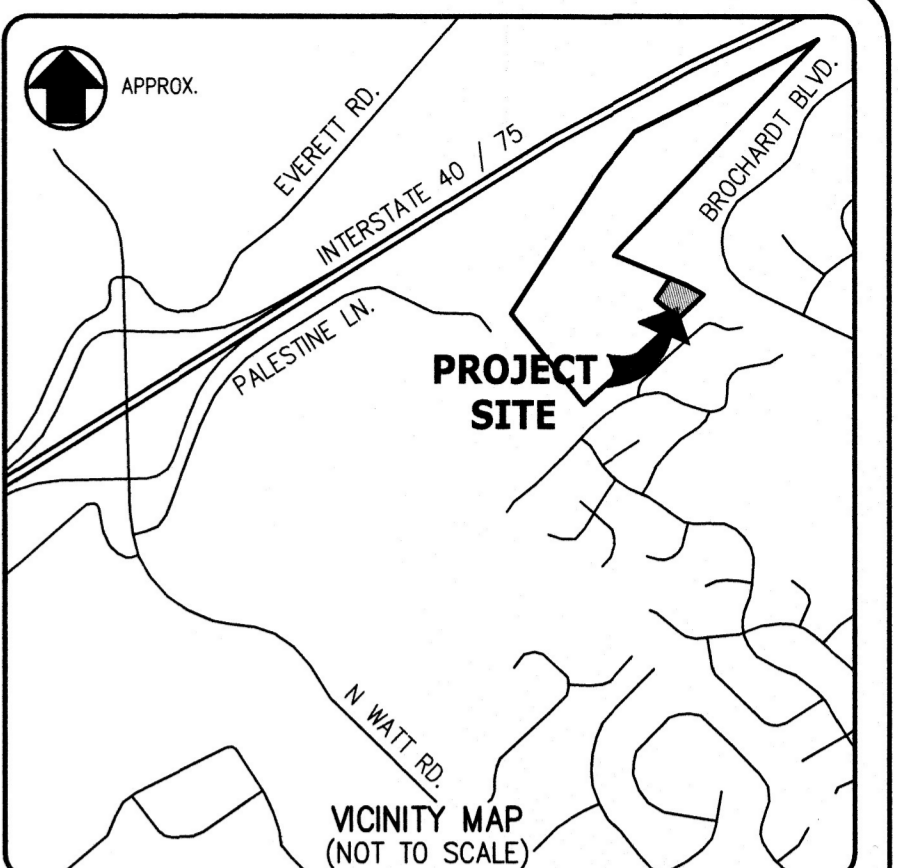 APPROX.
EVERETT RD.
INTERSTATE 40 / 75
BROCHARDT BLVD.
PALESTINE LN.
PROJECT
SITE
N WATT RD.
VICINITY MAP
(NOT TO SCALE)